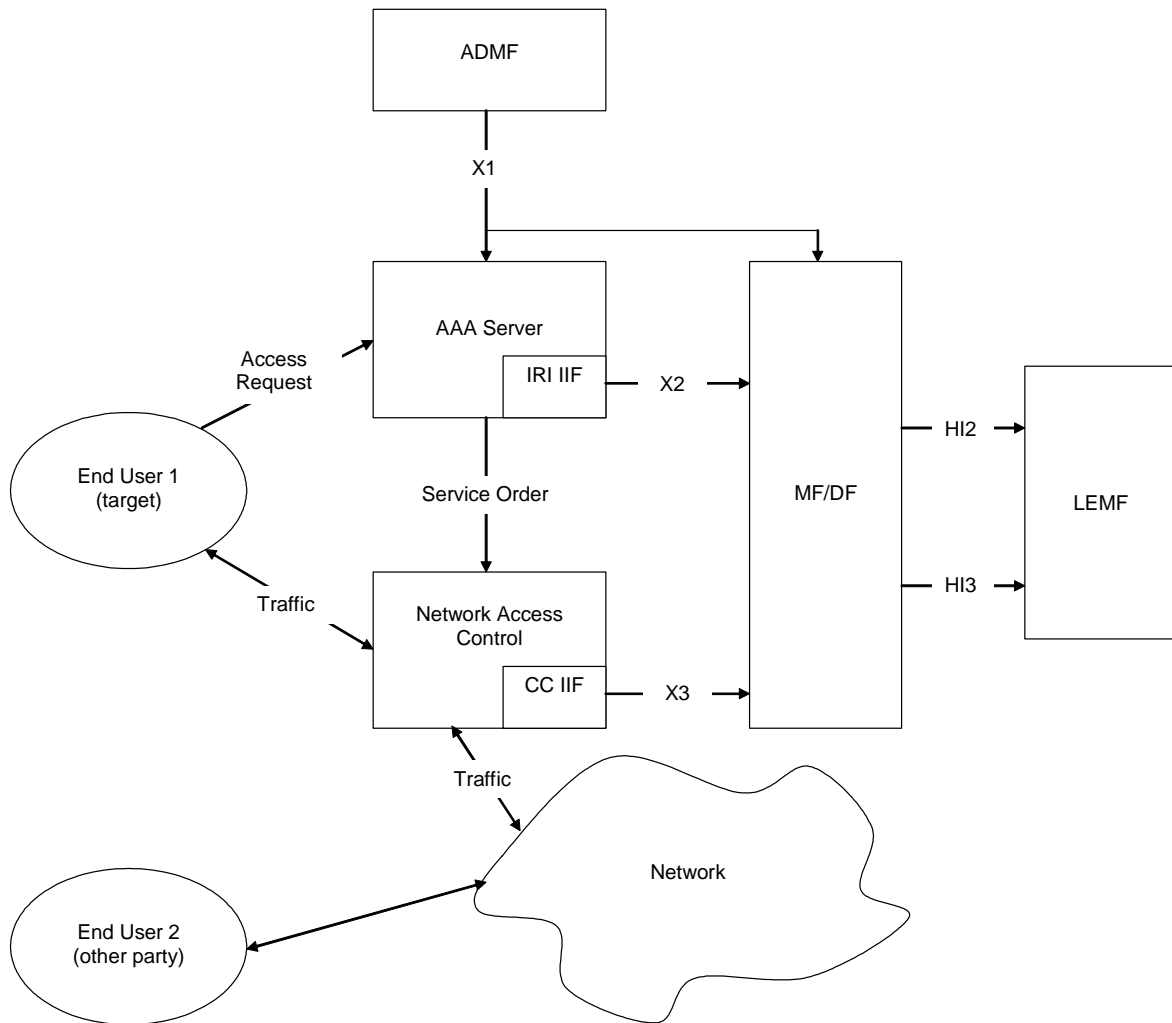 ADMF
X1
AAA Server
IRI IIF
X2
Access
Request
HI2
End User 1
(target)
Service Order
MF/DF
LEMF
HI3
Traffic
Network Access
Control
CC IIF
X3
Traffic
Network
End User 2
(other party)